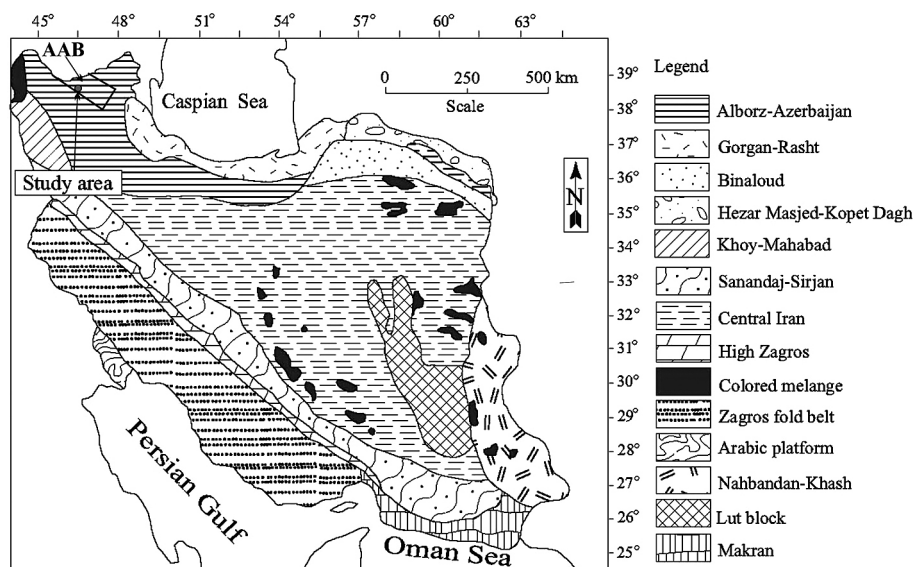 45° 48° 51° 54° 57° 60° 63°
AAB
Caspian Sea
0 250 500 km
Scale
Study area
N
39°
38°
37°
36°
35°
34°
33°
32°
31°
30°
29°
28°
27°
26°
25°
Persian Gulf
Oman Sea
Legend
Alborz-Azerbaijan
Gorgan-Rasht
Binaloud
Hezar Masjed-Kopet Dagh
Khoy-Mahabad
Sanandaj-Sirjan
Central Iran
High Zagros
Colored melange
Zagros fold belt
Arabic platform
Nahbandan-Khash
Lut block
Makran